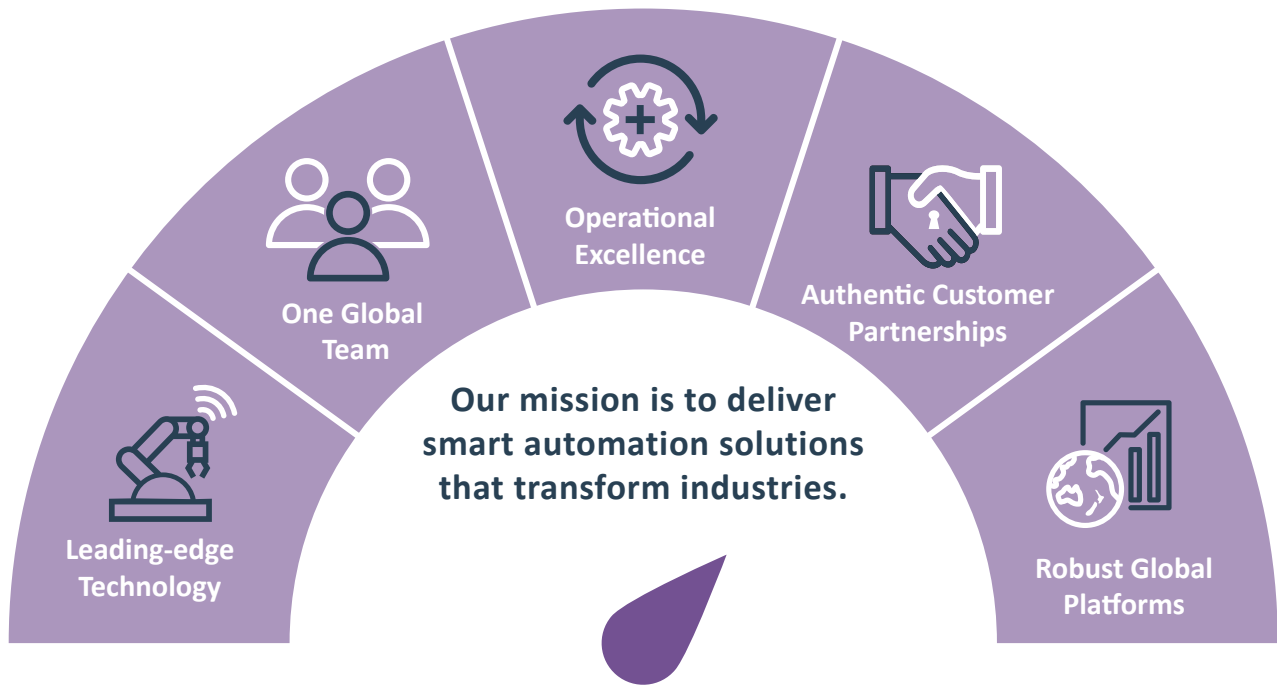 Operational
Excellence
One Global
Team
Authentic Customer
Partnerships
Leading-edge
Technology
Robust Global
Platforms
Our mission is to deliver
smart automation solutions
that transform industries.